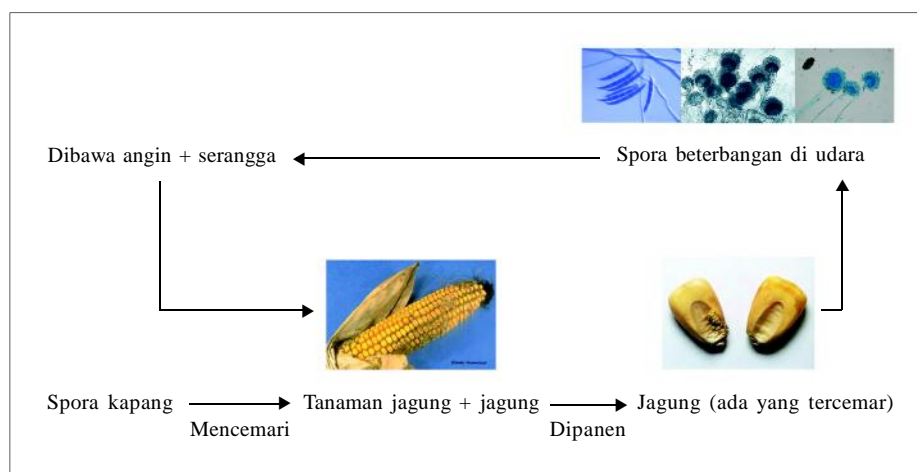 Dibawa angin + serangga
Spora beterbangan di udara
Spora kapang
Mencemari
Tanaman jagung + jagung
Dipanen
Jagung (ada yang tercemar)